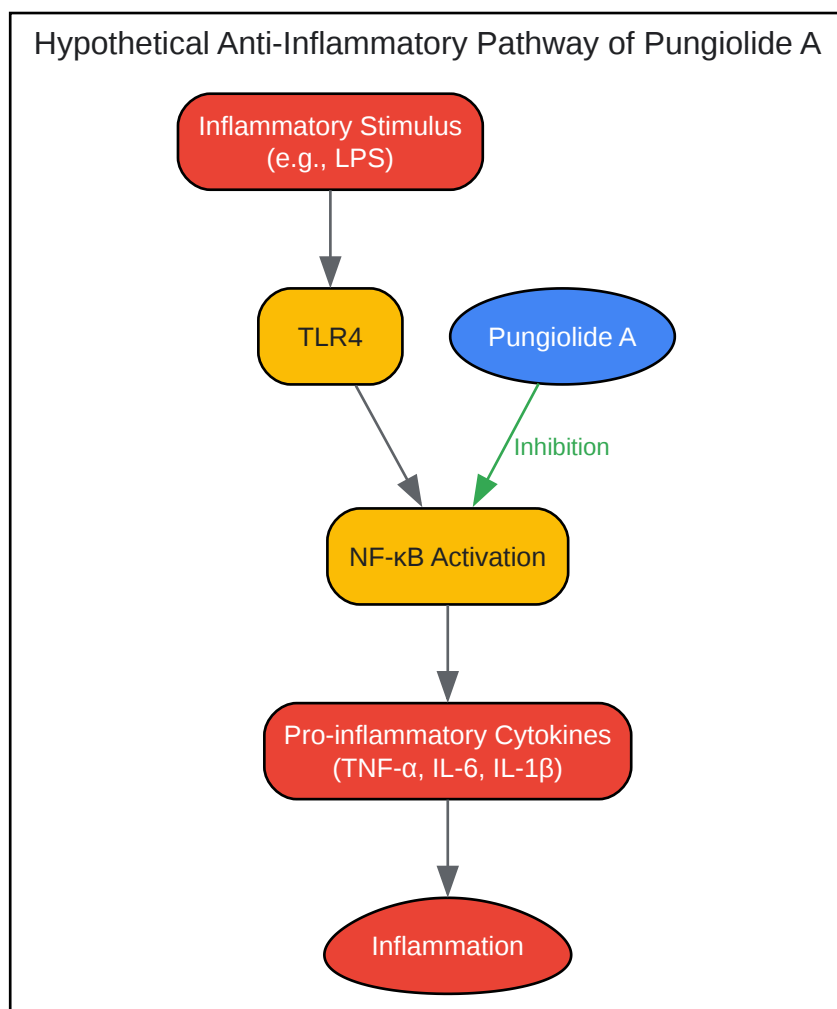 Hypothetical Anti-Inflammatory Pathway of Pungiolide A
Inflammatory Stimulus
(e.g., LPS)
TLR4
Pungiolide A
Inhibition
NF-κB Activation
Pro-inflammatory Cytokines
(TNF-α, IL-6, IL-1β)
Inflammation